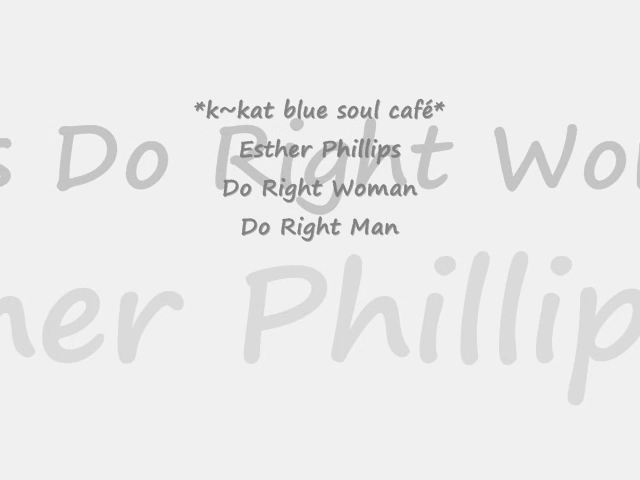 *k~kat blue soul café*
Esther Phillips
Do Right Woman
Do Right Man
s Do Right Wo
her Phillip